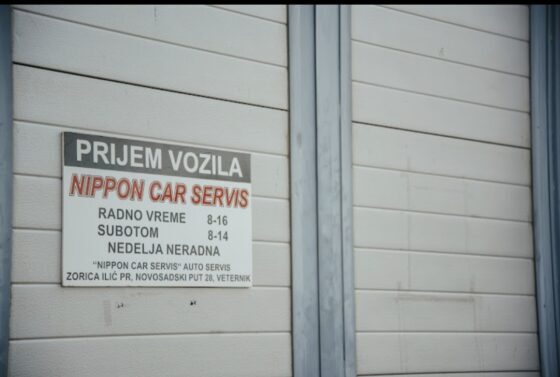 PRIJEM VOZILA
NIPPON CAR SERVIS
RADNO VREME 8-16
SUBOTOM 8-14
NEDELJA NERADNA
"NIPPON CAR SERVIS" AUTO SERVIS
ZORICA ILIĆ PR, NOVOSADSKI PUT 28, VETERNIK